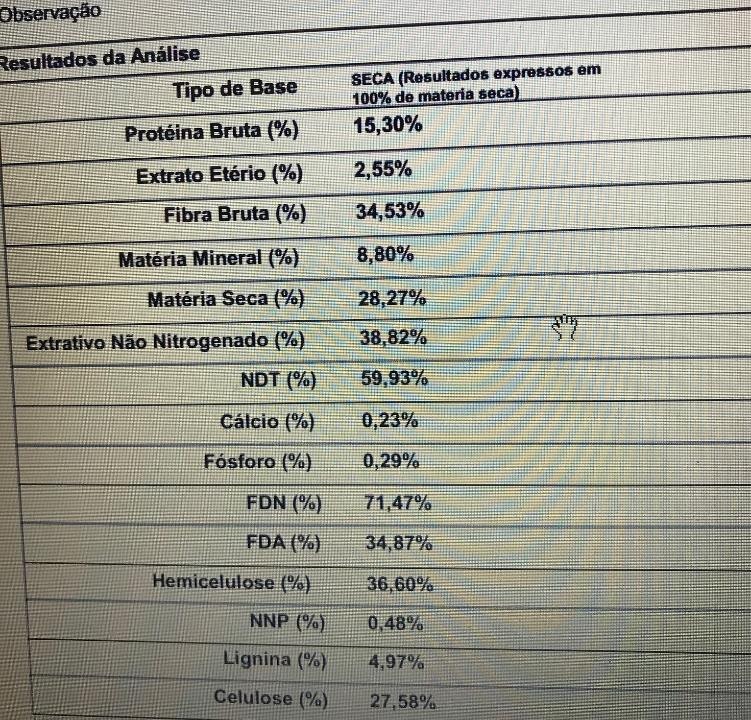 Observação
Resultados da Análise
Tipo de Base SECA (Resultados expressos em
100% de materia seca)
Protéina Bruta (%) 15,30%
Extrato Etério (%) 2,55%
Fibra Bruta (%) 34,53%
Matéria Mineral (%) 8,80%
Matéria Seca (%) 28,27%
Extrativo Não Nitrogenado (%) 38,82%
NDT (%) 59,93%
Cálcio (%) 0,23%
Fósforo (%) 0,29%
FDN (%) 71,47%
FDA (%) 34,87%
Hemicelulose (%) 36,60%
NNP (%) 0,48%
Lignina (%) 4,97%
Celulose (%) 27,58%